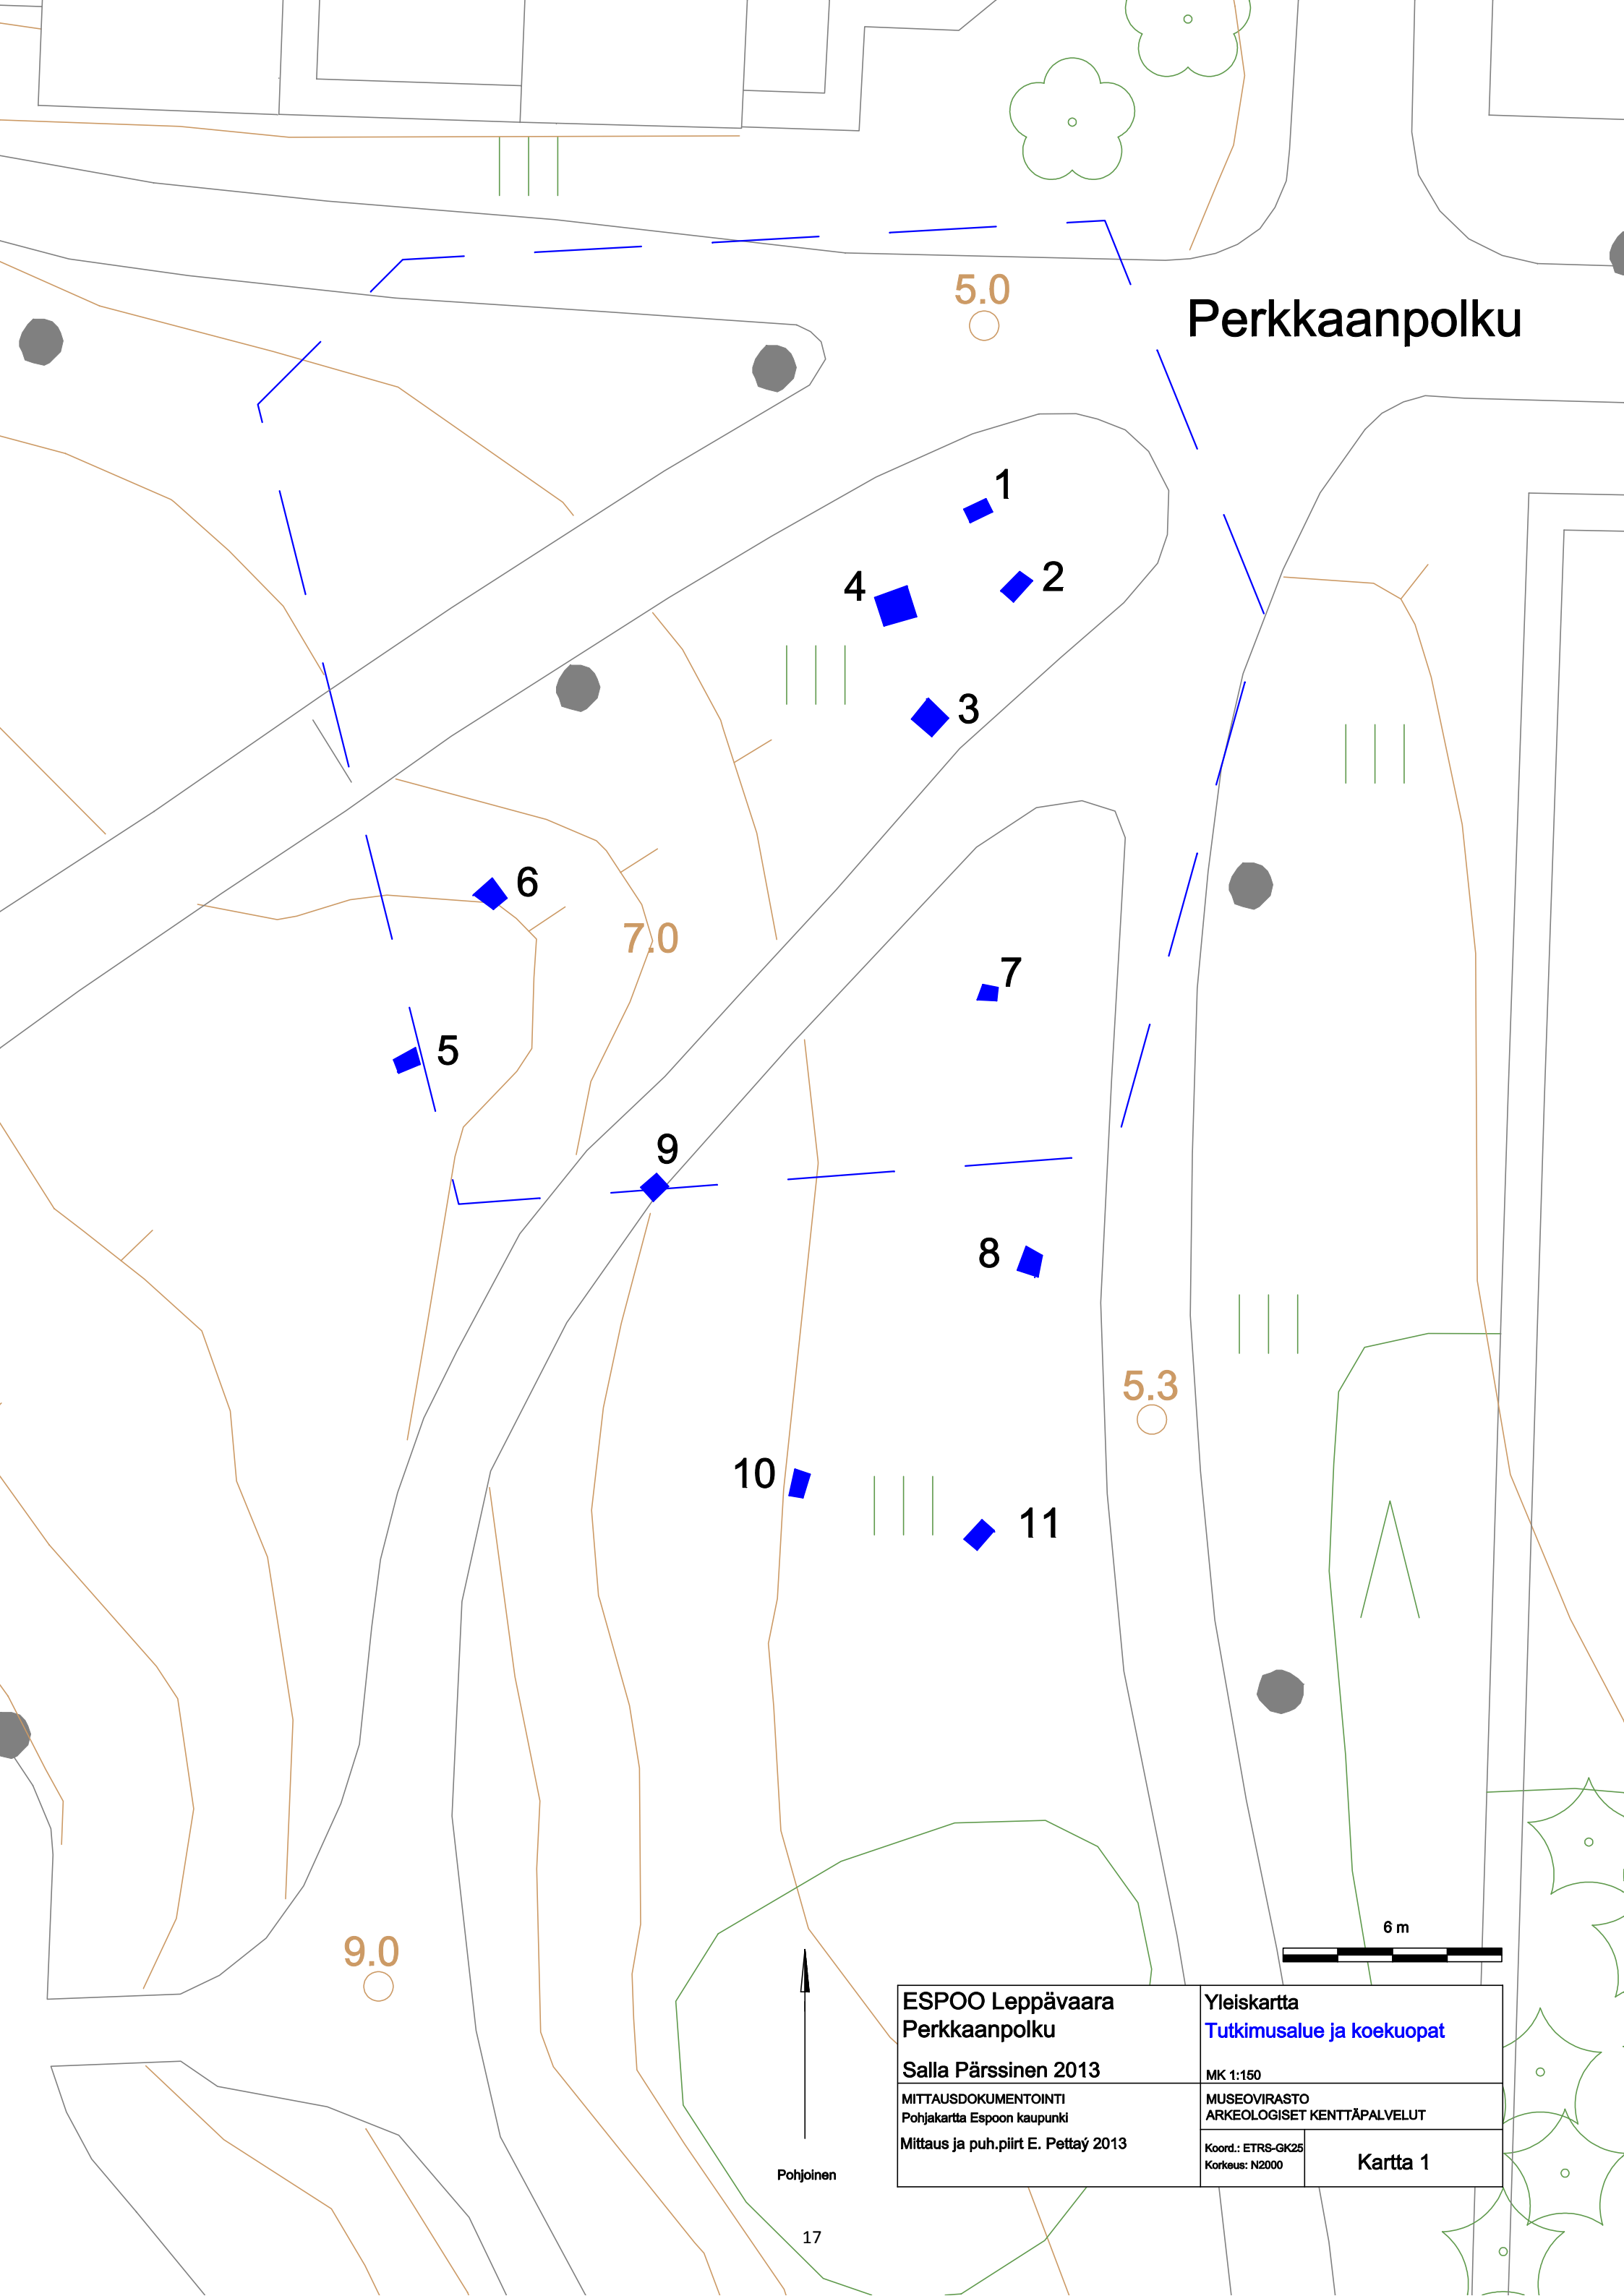 5.0
Perkkaanpolku
1
2
4
3
6
7.0
7
5
9
8
5.3
10
11
6 m
9.0
ESPOO Leppävaara
Perkkaanpolku
Salla Pärssinen 2013
Yleiskartta
Tutkimusalue ja koekuopat
MK 1:150
MITTAUSDOKUMENTOINTI
Pohjakartta Espoon kaupunki
Mittaus ja puh.piirt E. Pettaý 2013
MUSEOVIRASTO
ARKEOLOGISET KENTTÄPALVELUT
Koord.: ETRS-GK25
Korkeus: N2000
Kartta 1
Pohjoinen
17